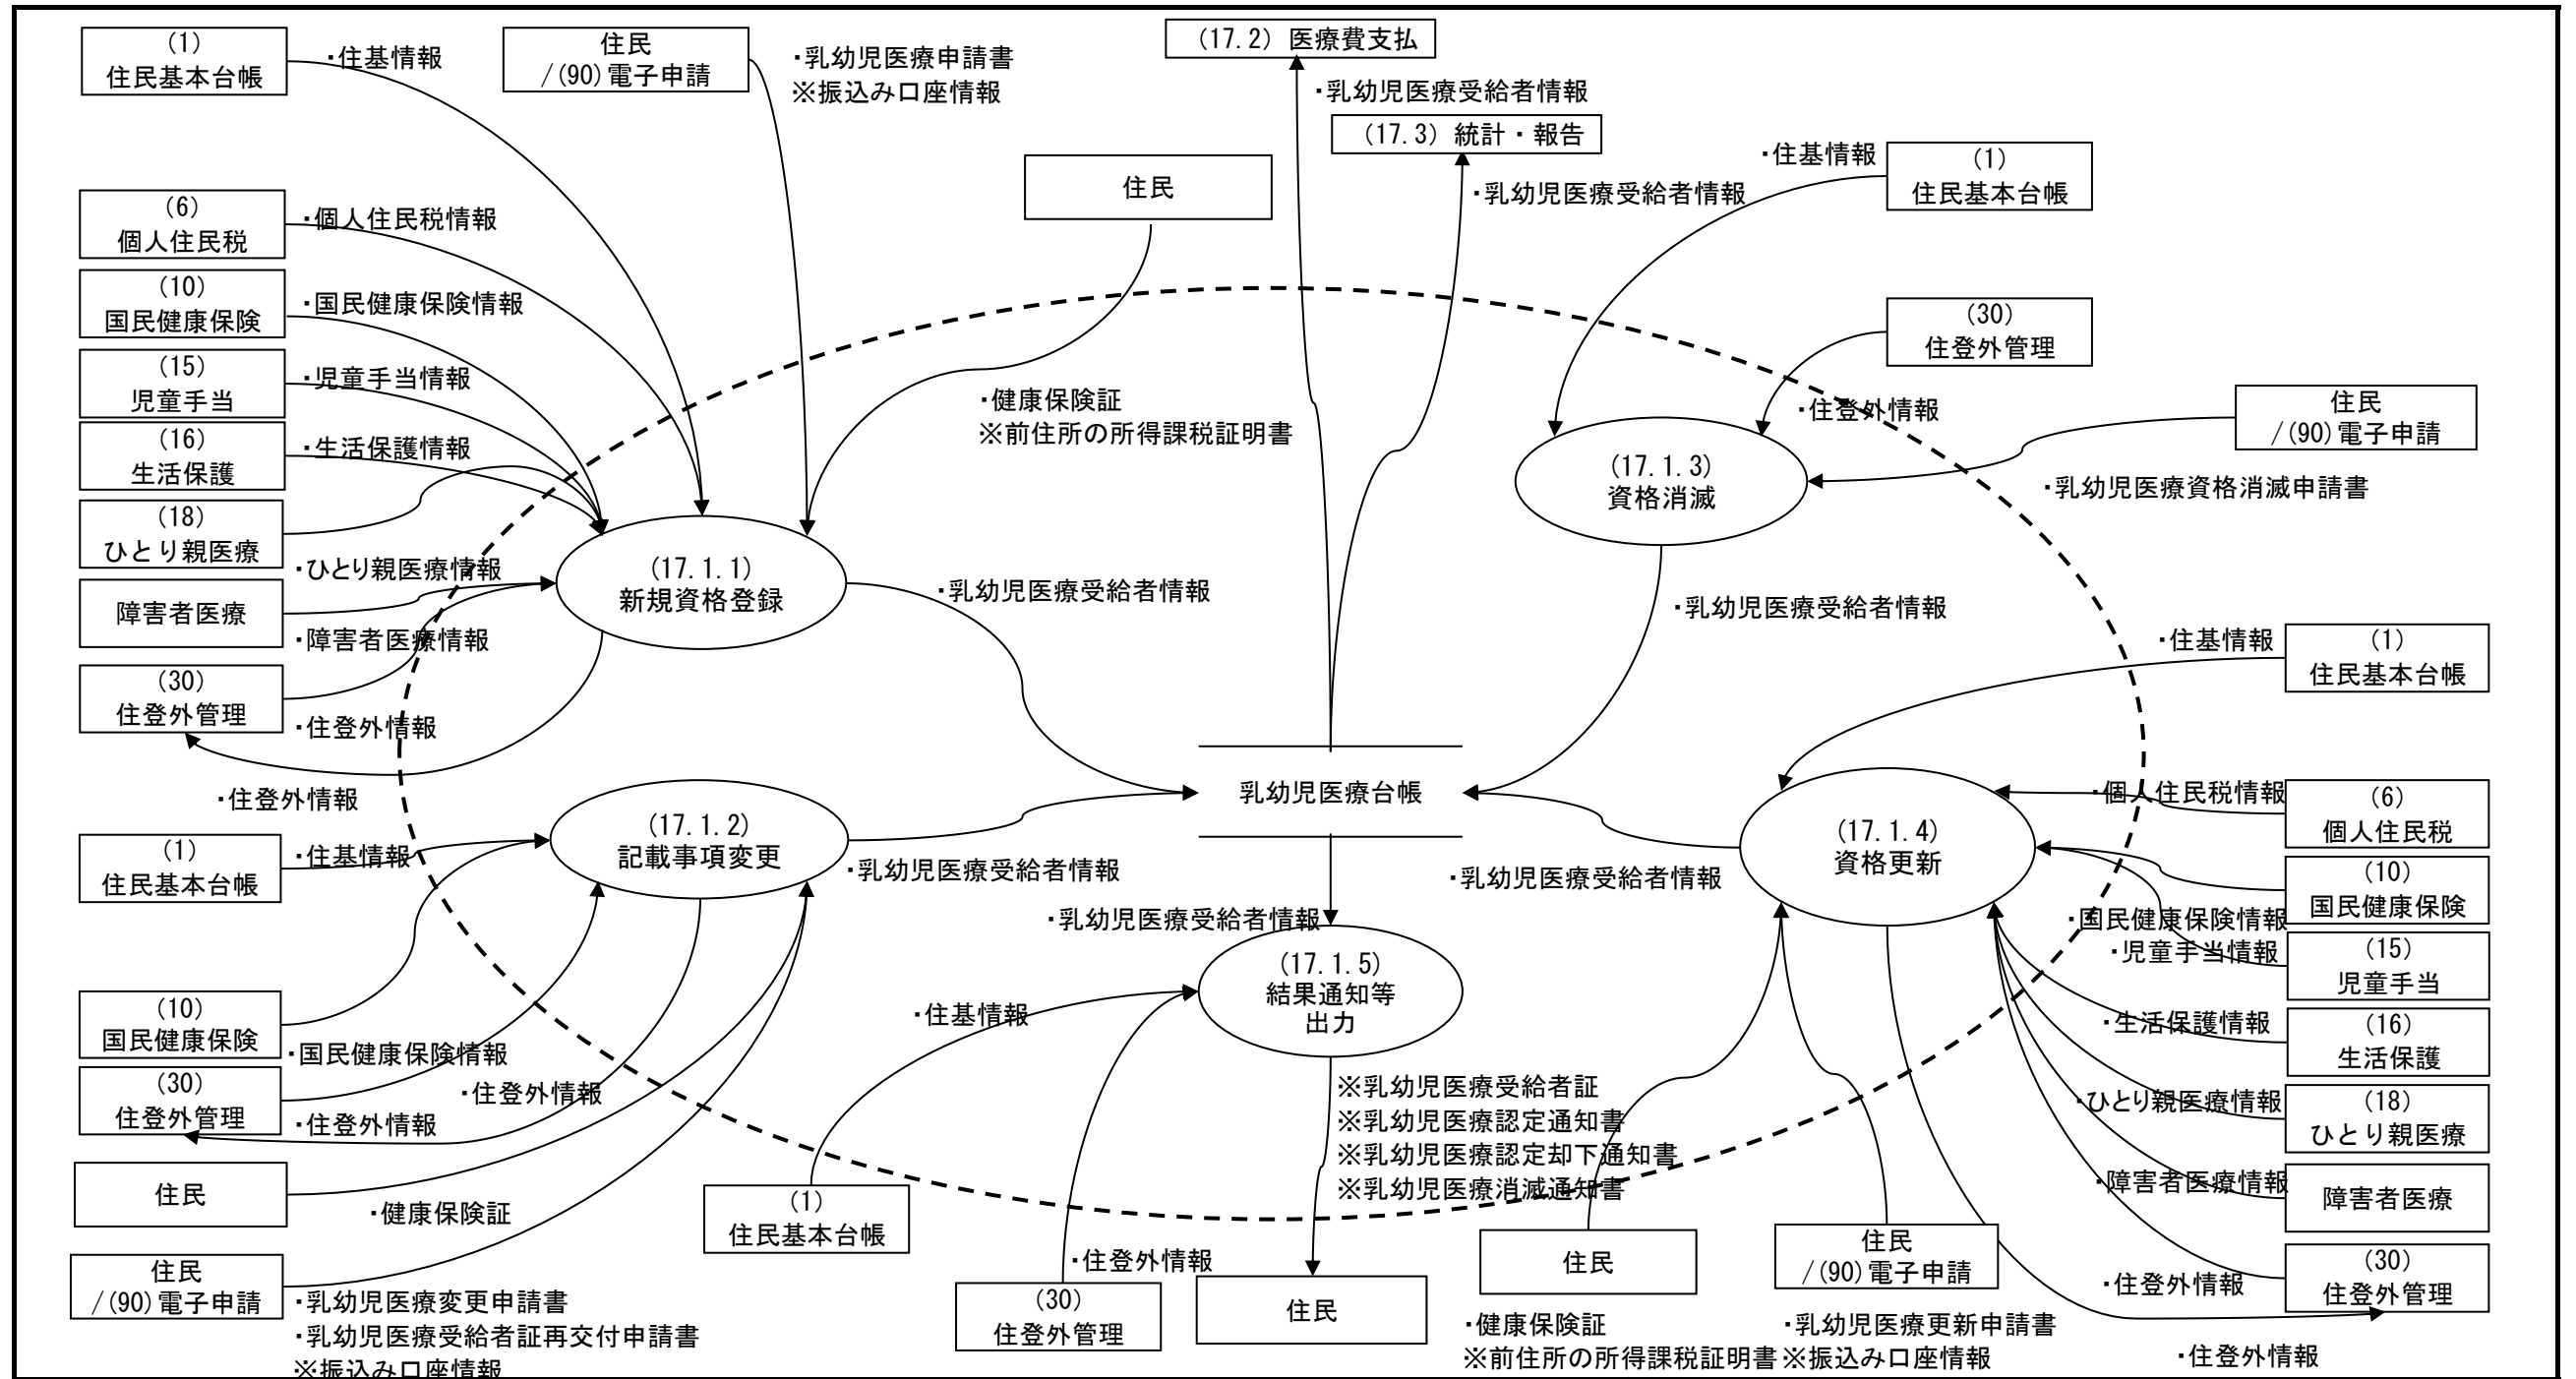 (1)
住民基本台帳
・住基情報
住民
/(90)電子申請
・乳幼児医療申請書
※振込み口座情報
(17.2) 医療費支払
・乳幼児医療受給者情報
(17.3) 統計・報告
・乳幼児医療受給者情報
住民
・健康保険証
※前住所の所得課税証明書
・住基情報
(1)
住民基本台帳
(6)
個人住民税
・個人住民税情報
(10)
国民健康保険
・国民健康保険情報
(15)
児童手当
・児童手当情報
(16)
生活保護
・生活保護情報
(18)
ひとり親医療
・ひとり親医療情報
障害者医療
・障害者医療情報
(30)
住登外管理
・住登外情報
・住登外情報
(17.1.1)
新規資格登録
・乳幼児医療受給者情報
(30)
住登外管理
・住登外情報
住民
/(90)電子申請
・乳幼児医療資格消滅申請書
(17.1.3)
資格消滅
・乳幼児医療受給者情報
乳幼児医療台帳
(1)
住民基本台帳
・住基情報
(17.1.2)
記載事項変更
・乳幼児医療受給者情報
(10)
国民健康保険
・国民健康保険情報
(30)
住登外管理
・住登外情報
・住登外情報
住民
・健康保険証
住民
/(90)電子申請
・乳幼児医療変更申請書
・乳幼児医療受給者証再交付申請書
※振込み口座情報
・乳幼児医療受給者情報
(17.1.5)
結果通知等
出力
・住基情報
(1)
住民基本台帳
・住登外情報
(30)
住登外管理
※乳幼児医療受給者証
※乳幼児医療認定通知書
※乳幼児医療認定却下通知書
※乳幼児医療消滅通知書
住民
・乳幼児医療受給者情報
(17.1.4)
資格更新
・住基情報
(1)
住民基本台帳
・個人住民税情報
(6)
個人住民税
・国民健康保険情報
(10)
国民健康保険
・児童手当情報
(15)
児童手当
・生活保護情報
(16)
生活保護
・ひとり親医療情報
(18)
ひとり親医療
・障害者医療情報
障害者医療
・住登外情報
(30)
住登外管理
・住登外情報
住民
・健康保険証
※前住所の所得課税証明書
住民
/(90)電子申請
・乳幼児医療更新申請書
※振込み口座情報